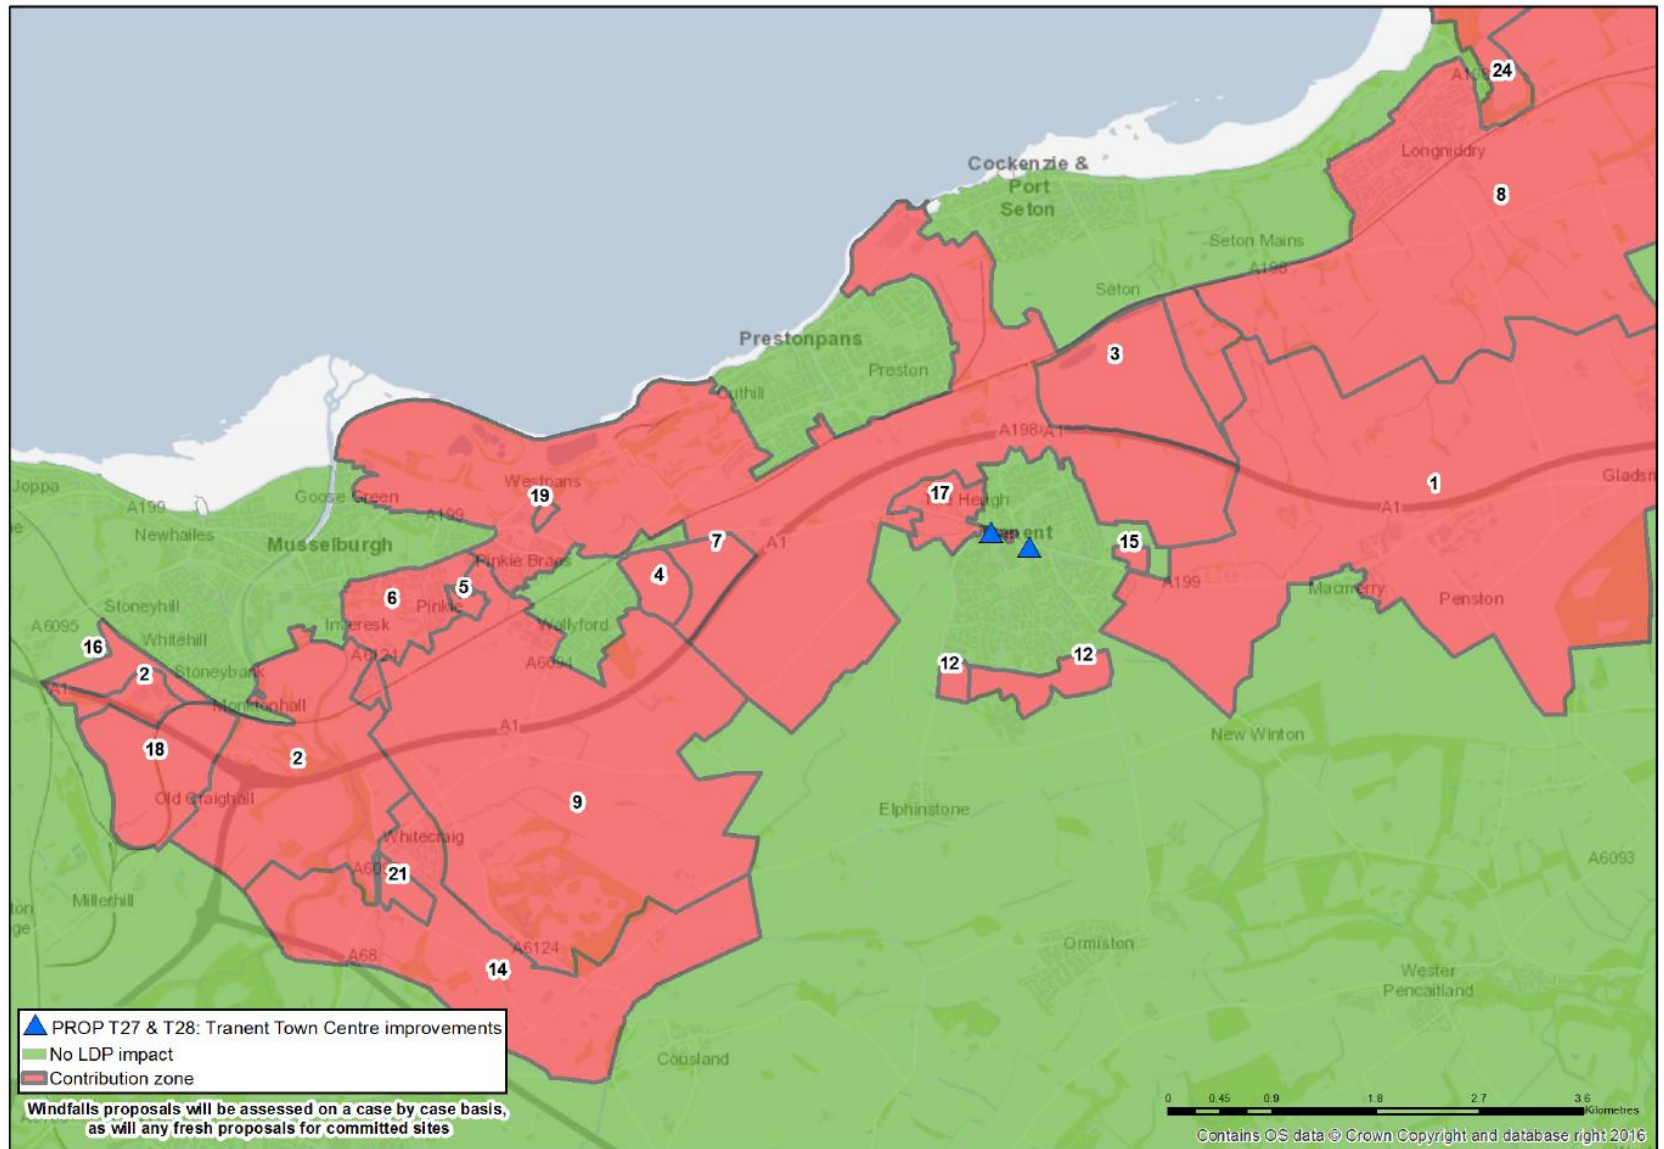 24
A198
Longniddry
8
Cockenzie &
Port
Seton
Seton Mains
A198
Seton
Prestonpans
3
Preston
Cuthill
A198/A1
1
Gladsm
A1
Joppa
Goose Green
A199
Westpans
19
17
The Heugh
A199
Newhailes
Musselburgh
Pinkie Braes
7
A1
Tranent
15
4
A199
5
6
Pinkie
Macmerry
Penston
Stoneyhill
A6095
Whitehill
Inveresk
Wallyford
16
A6124
A6094
12
12
2
Stoneybank
A1
Monktonhall
A1
New Winton
18
2
Old Craighall
9
Elphinstone
Whitecraig
A6093
21
Millerhill
ton
ge
A6124
Ormiston
A68
14
Wester
Pencaitland
Cousland
PROP T27 & T28: Tranent Town Centre improvements
No LDP impact
Contribution zone
Windfalls proposals will be assessed on a case by case basis,
as will any fresh proposals for committed sites
0 0.45 0.9 1.8 2.7 3.6
Kilometres
Contains OS data © Crown Copyright and database right 2016